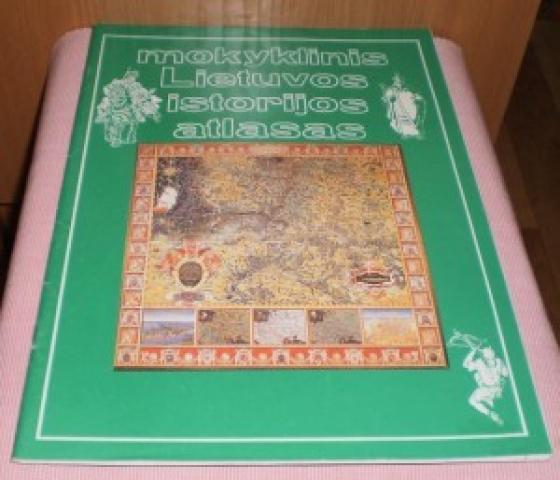 mokyklinis
Lietuvos
istorijos
atlasas